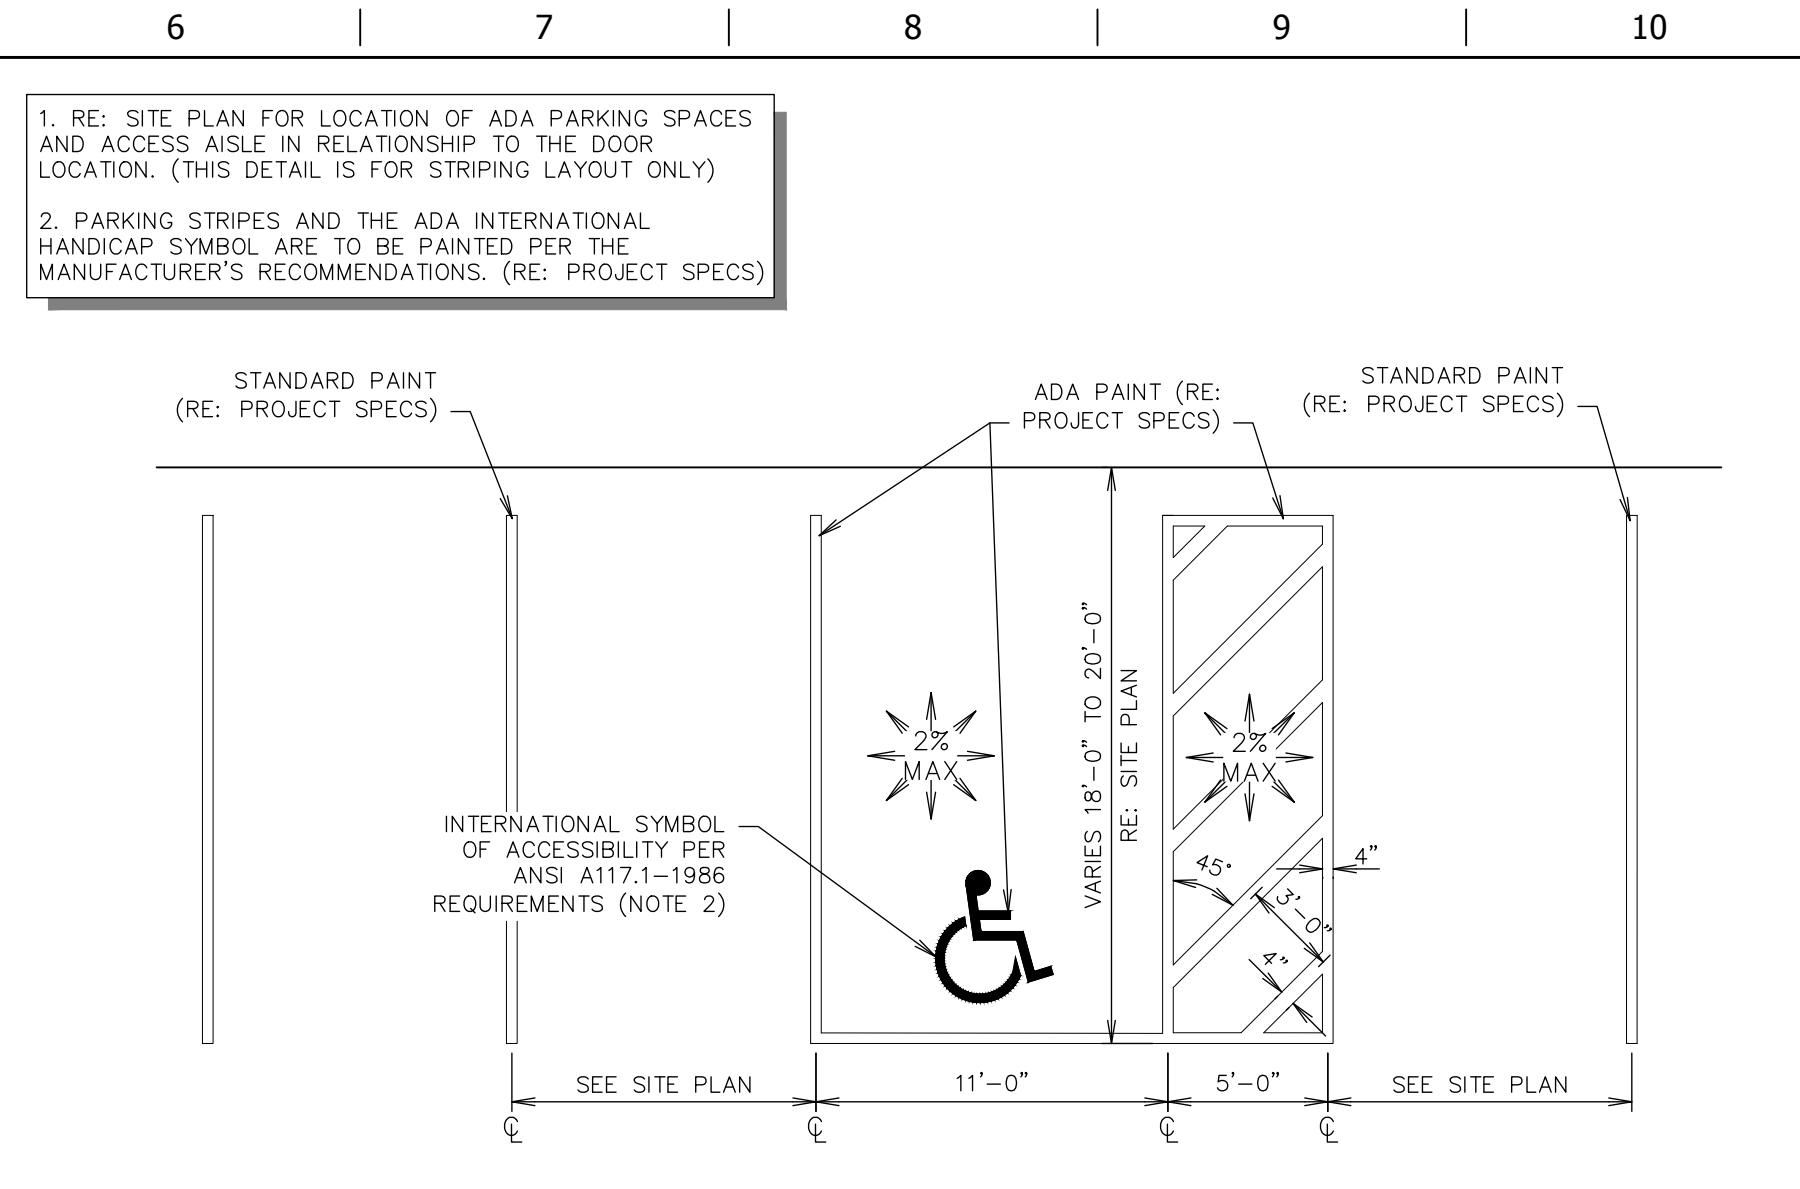 6 | 7 | 8 | 9 | 10
1. RE: SITE PLAN FOR LOCATION OF ADA PARKING SPACES
AND ACCESS AISLE IN RELATIONSHIP TO THE DOOR
LOCATION. (THIS DETAIL IS FOR STRIPING LAYOUT ONLY)
2. PARKING STRIPES AND THE ADA INTERNATIONAL
HANDICAP SYMBOL ARE TO BE PAINTED PER THE
MANUFACTURER'S RECOMMENDATIONS. (RE: PROJECT SPECS)
STANDARD PAINT
(RE: PROJECT SPECS)
ADA PAINT (RE:
PROJECT SPECS)
STANDARD PAINT
(RE: PROJECT SPECS)
VARIES 18'-0" TO 20'-0"
RE: SITE PLAN
2%
MAX
2%
MAX
INTERNATIONAL SYMBOL
OF ACCESSIBILITY PER
ANSI A117.1-1986
REQUIREMENTS (NOTE 2)
45°
4"
3'-0"
4"
SEE SITE PLAN
11'-0"
5'-0"
SEE SITE PLAN
℄ ℄ ℄ ℄